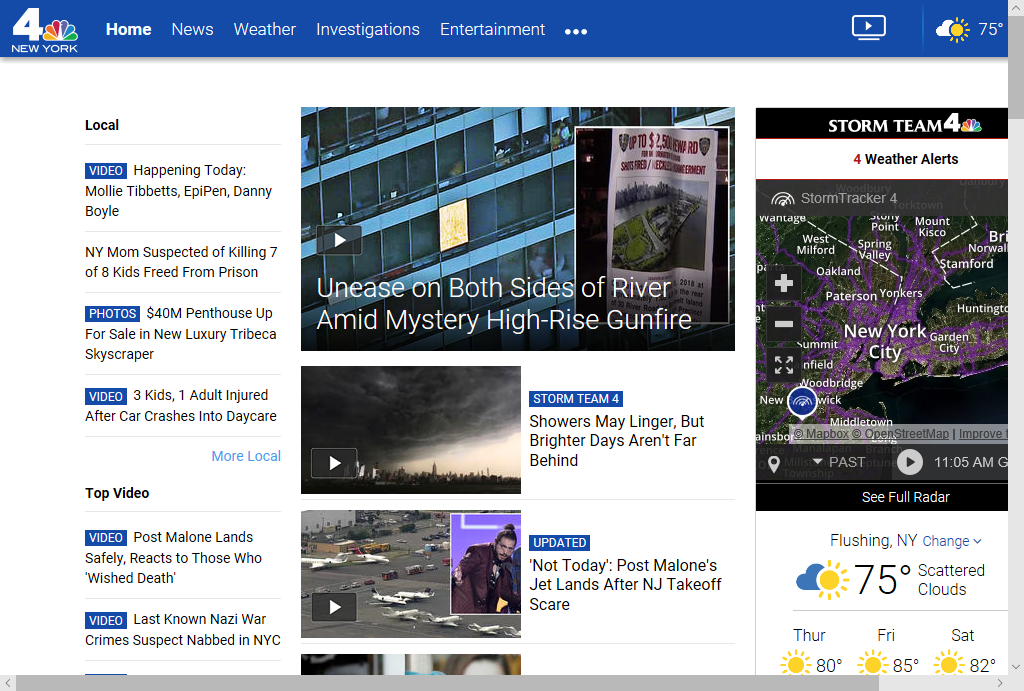 4
NEW YORK
Home
News
Weather
Investigations
Entertainment
75°
Local
VIDEO Happening Today:
Mollie Tibbetts, EpiPen, Danny
Boyle
NY Mom Suspected of Killing 7
of 8 Kids Freed From Prison
PHOTOS $40M Penthouse Up
For Sale in New Luxury Tribeca
Skyscraper
VIDEO 3 Kids, 1 Adult Injured
After Car Crashes Into Daycare
More Local
Top Video
VIDEO Post Malone Lands
Safely, Reacts to Those Who
'Wished Death'
VIDEO Last Known Nazi War
Crimes Suspect Nabbed in NYC
UP TO $2,500 REWARD
SHOTS FIRED / RECKLESS ENDANGERMENT
Unease on Both Sides of River
Amid Mystery High-Rise Gunfire
STORM TEAM 4
Showers May Linger, But
Brighter Days Aren't Far
Behind
UPDATED
'Not Today': Post Malone's
Jet Lands After NJ Takeoff
Scare
STORM TEAM 4
4 Weather Alerts
StormTracker 4
Woodbury
Danbury
Yorktown
Wantage
Stony
Point
Mount
Kisco
West
Milford
Spring
Valley
Norwal
Stamford
Oakland
Paterson
Yonkers
Huntingto
New York
City
Garden
City
Summit
nfield
Woodbridge
New
wick
Middletown
© Mapbox © OpenStreetMap | Improve t
Manalapan
Township
PAST
11:05 AM G
See Full Radar
Flushing, NY Change
75°
Scattered
Clouds
Thur
Fri
Sat
80°
85°
82°